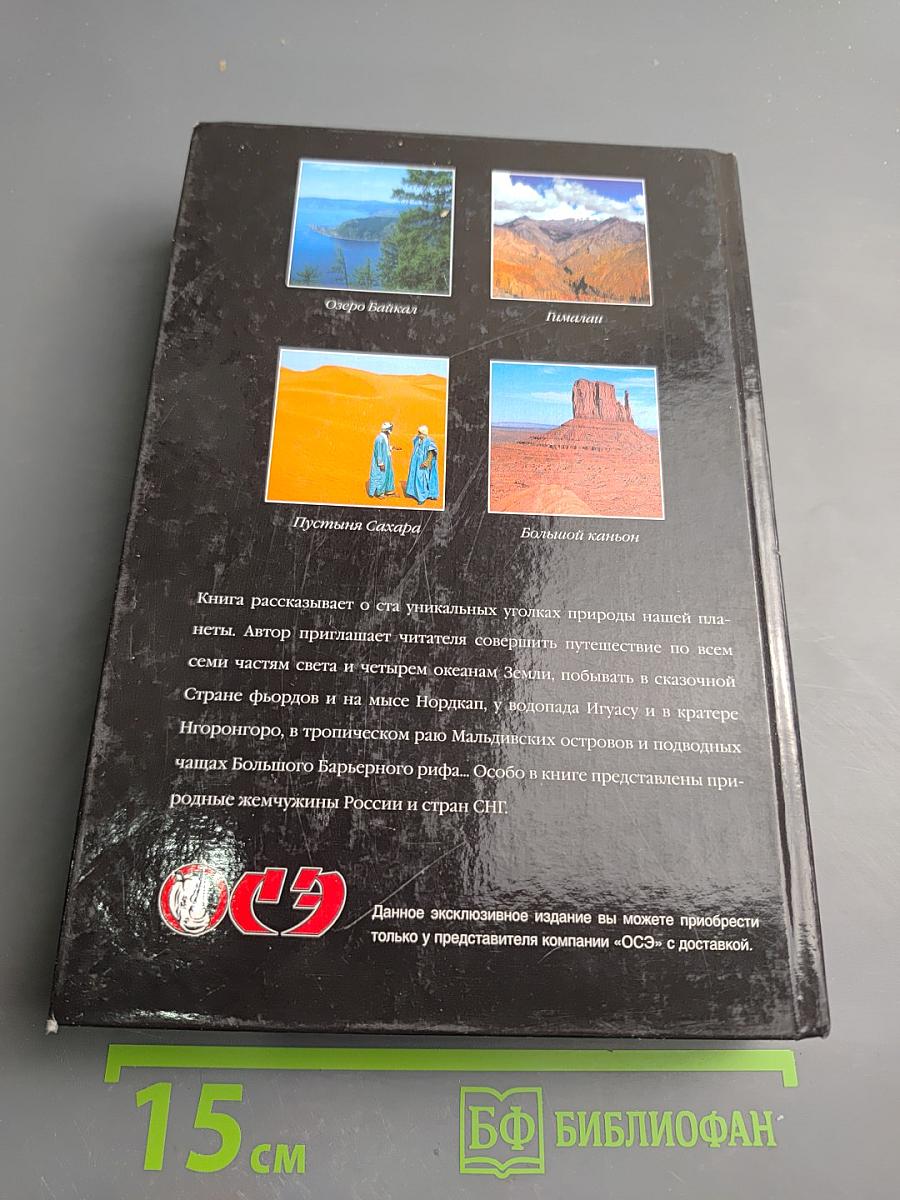 Озеро Байкал
Гималаи
Пустыня Сахара
Большой каньон
Книга рассказывает о ста уникальных уголках природы нашей пла-
неты. Автор приглашает читателя совершить путешествие по всем
семи частям света и четырем океанам Земли, побывать в сказочной
Стране фьордов и на мысе Нордкап, у водопада Игуасу и в кратере
Нгоронгоро, в тропическом раю Мальдивских островов и подводных
чащах Большого Барьерного рифа... Особо в книге представлены при-
родные жемчужины России и стран СНГ.
ОСЭ
Данное эксклюзивное издание вы можете приобрести
только у представителя компании «ОСЭ» с доставкой.
15 см
БФ БИБЛИОФАН